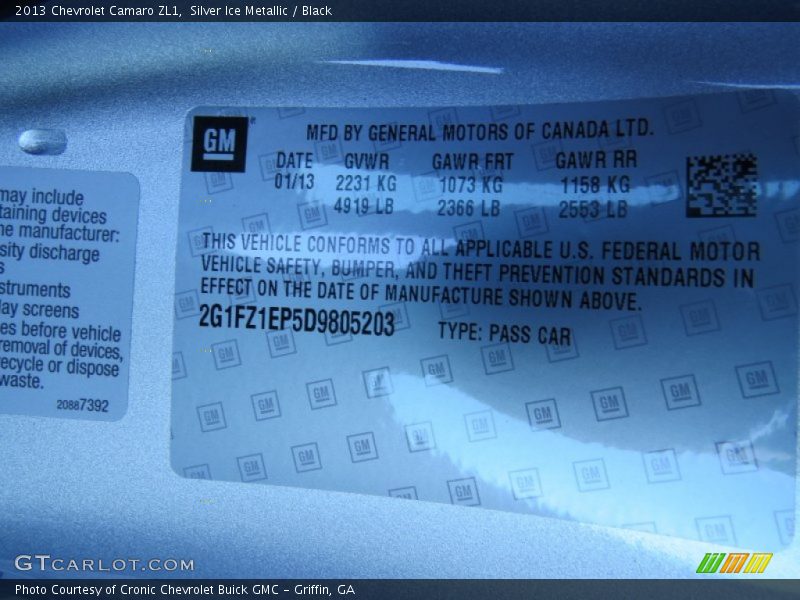 2013 Chevrolet Camaro ZL1, Silver Ice Metallic / Black
GM
MFD BY GENERAL MOTORS OF CANADA LTD.
DATE GVWR GAWR FRT GAWR RR
01/13 2231 KG 1073 KG 1158 KG
4919 LB 2366 LB 2553 LB
THIS VEHICLE CONFORMS TO ALL APPLICABLE U.S. FEDERAL MOTOR
VEHICLE SAFETY, BUMPER, AND THEFT PREVENTION STANDARDS IN
EFFECT ON THE DATE OF MANUFACTURE SHOWN ABOVE.
2G1FZ1EP5D9805203 TYPE: PASS CAR
may include
taining devices
he manufacturer:
sity discharge
s
struments
lay screens
es before vehicle
removal of devices,
recycle or dispose
waste.
20887392
GTCARLOT.COM
Photo Courtesy of Cronic Chevrolet Buick GMC - Griffin, GA